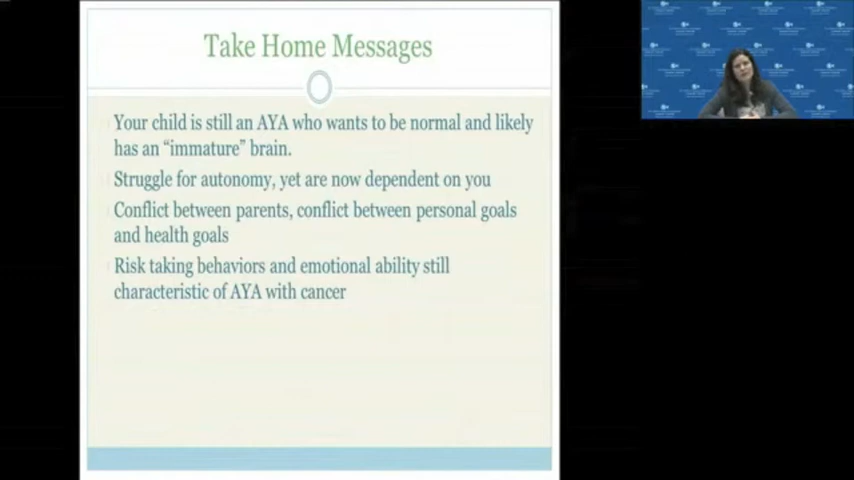 Take Home Messages
Your child is still an AYA who wants to be normal and likely
has an “immature” brain.
Struggle for autonomy, yet are now dependent on you
Conflict between parents, conflict between personal goals
and health goals
Risk taking behaviors and emotional ability still
characteristic of AYA with cancer